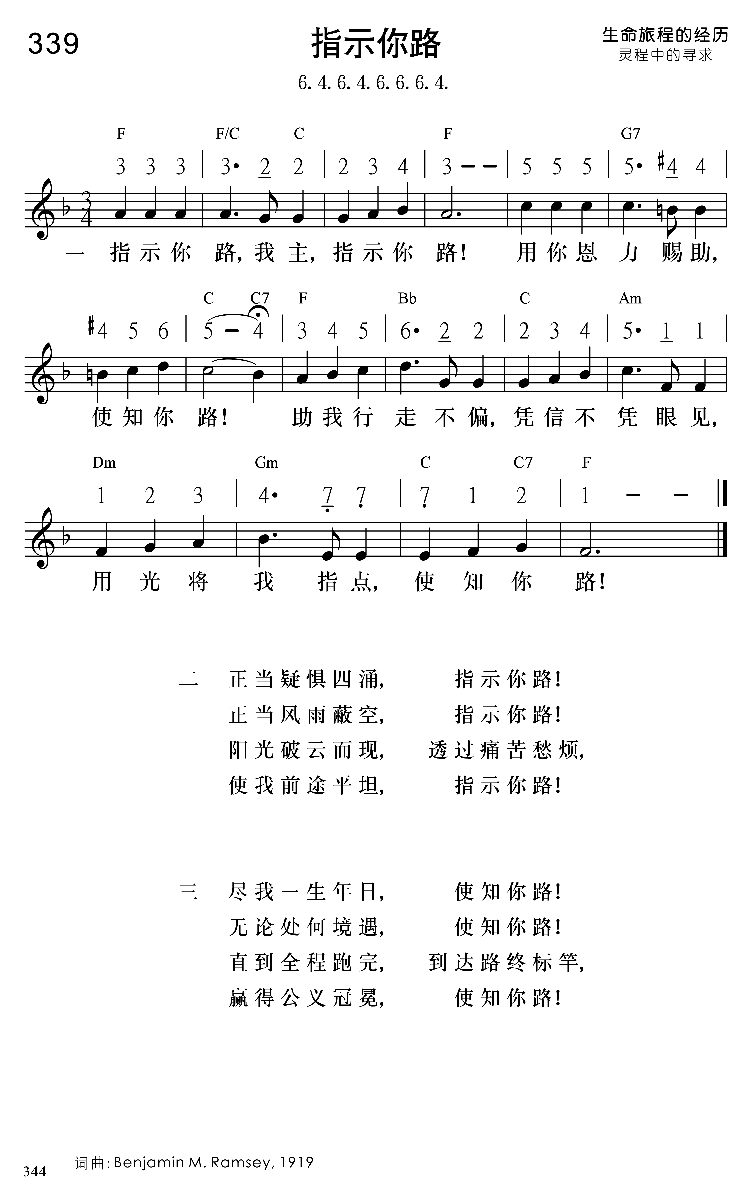 339
指示你路
生命旅程的经历
灵程中的寻求
6. 4. 6. 4. 6. 6. 6. 4.
F F/C C F G7
3 3 3 | 3• 2 2 | 2 3 4 | 3 – – | 5 5 5 | 5• #4 4 |
3/4
一 指 示 你 路, 我 主, 指 示 你 路! 用 你 恩 力 赐 助,
C C7 F Bb C Am
#4 5 6 | 5 – 4 | 3 4 5 | 6• 2 2 | 2 3 4 | 5• 1 1 |
使 知 你 路! 助 我 行 走 不 偏, 凭 信 不 凭 眼 见,
Dm Gm C C7 F
1 2 3 | 4• 7 7 | 7 1 2 | 1 – – ‖
用 光 将 我 指 点, 使 知 你 路!
二 正当疑惧四涌, 指示你路!
正当风雨蔽空, 指示你路!
阳光破云而现, 透过痛苦愁烦,
使我前途平坦, 指示你路!
三 尽我一生年日, 使知你路!
无论处何境遇, 使知你路!
直到全程跑完, 到达路终标竿,
赢得公义冠冕, 使知你路!
344 词曲: Benjamin M. Ramsey, 1919